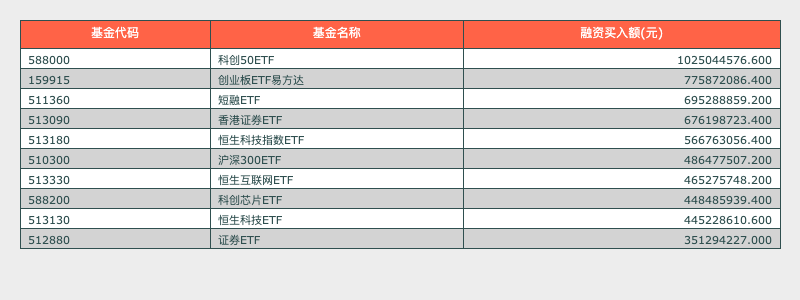 基金代码 基金名称 融资买入额(元)
588000 科创50ETF 1025044576.600
159915 创业板ETF易方达 775872086.400
511360 短融ETF 695288859.200
513090 香港证券ETF 676198723.400
513180 恒生科技指数ETF 566763056.400
510300 沪深300ETF 486477507.200
513330 恒生互联网ETF 465275748.200
588200 科创芯片ETF 448485939.400
513130 恒生科技ETF 445228610.600
512880 证券ETF 351294227.000